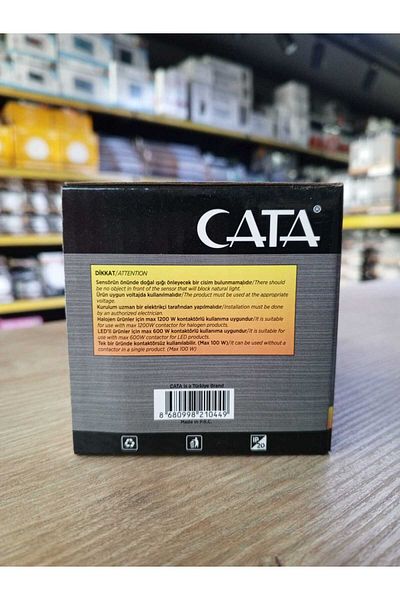 CATA®
DİKKAT/ATTENTION
Sensörün önünde doğal ışığı önleyecek bir cisim bulunmamalıdır/There should
be no object in front of the sensor that will block natural light.
Ürün uygun voltajda kullanılmalıdır/The product must be used at the appropriate
voltage.
Kurulum uzman bir elektrikçi tarafından yapılmalıdır/Installation must be done
by an authorized electrician.
Halojen ürünler için max 1200 W kontaktörlü kullanıma uygundur/It is suitable
for use with max 1200W contactor for halogen products.
LED'li ürünler için max 600 W kontaktörlü kullanıma uygundur/It is suitable for
use with max 600W contactor for LED products.
Tek bir üründe kontaktörsüz kullanılabilir. (Max 100 W)/It can be used without a
contactor in a single product. (Max 100 W)
CATA is a Türkiye Brand
8 680998 210449
Made in P.R.C.
IP
20